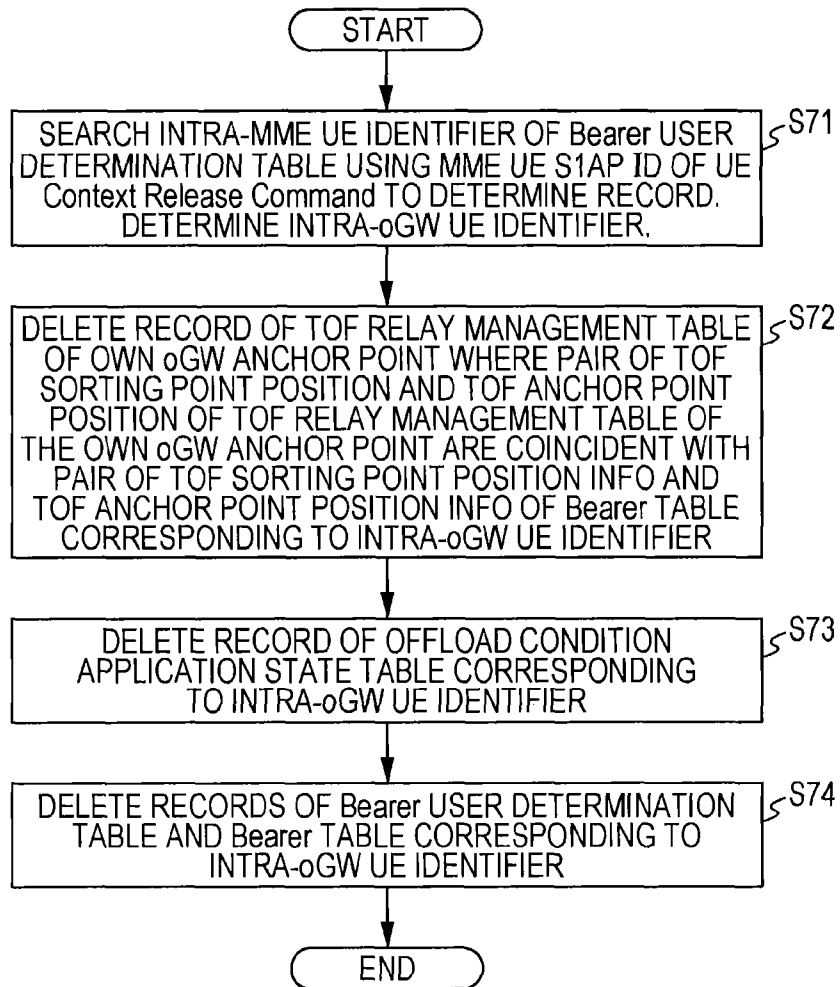 START
S71
SEARCH INTRA-MME UE IDENTIFIER OF Bearer USER
DETERMINATION TABLE USING MME UE S1AP ID OF UE
Context Release Command TO DETERMINE RECORD.
DETERMINE INTRA-oGW UE IDENTIFIER.
S72
DELETE RECORD OF TOF RELAY MANAGEMENT TABLE
OF OWN oGW ANCHOR POINT WHERE PAIR OF TOF
SORTING POINT POSITION AND TOF ANCHOR POINT
POSITION OF TOF RELAY MANAGEMENT TABLE OF
THE OWN oGW ANCHOR POINT ARE COINCIDENT WITH
PAIR OF TOF SORTING POINT POSITION INFO AND
TOF ANCHOR POINT POSITION INFO OF Bearer TABLE
CORRESPONDING TO INTRA-oGW UE IDENTIFIER
S73
DELETE RECORD OF OFFLOAD CONDITION
APPLICATION STATE TABLE CORRESPONDING
TO INTRA-oGW UE IDENTIFIER
S74
DELETE RECORDS OF Bearer USER DETERMINATION
TABLE AND Bearer TABLE CORRESPONDING TO
INTRA-oGW UE IDENTIFIER
END